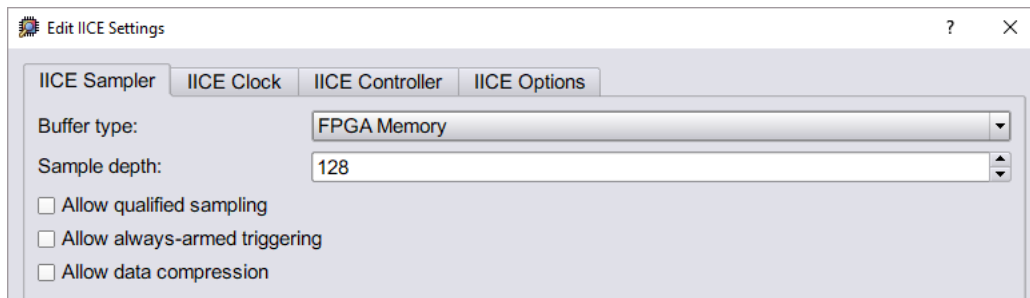 Edit IICE Settings ?
IICE Sampler IICE Clock IICE Controller IICE Options
Buffer type: FPGA Memory
Sample depth: 128
Allow qualified sampling
Allow always-armed triggering
Allow data compression